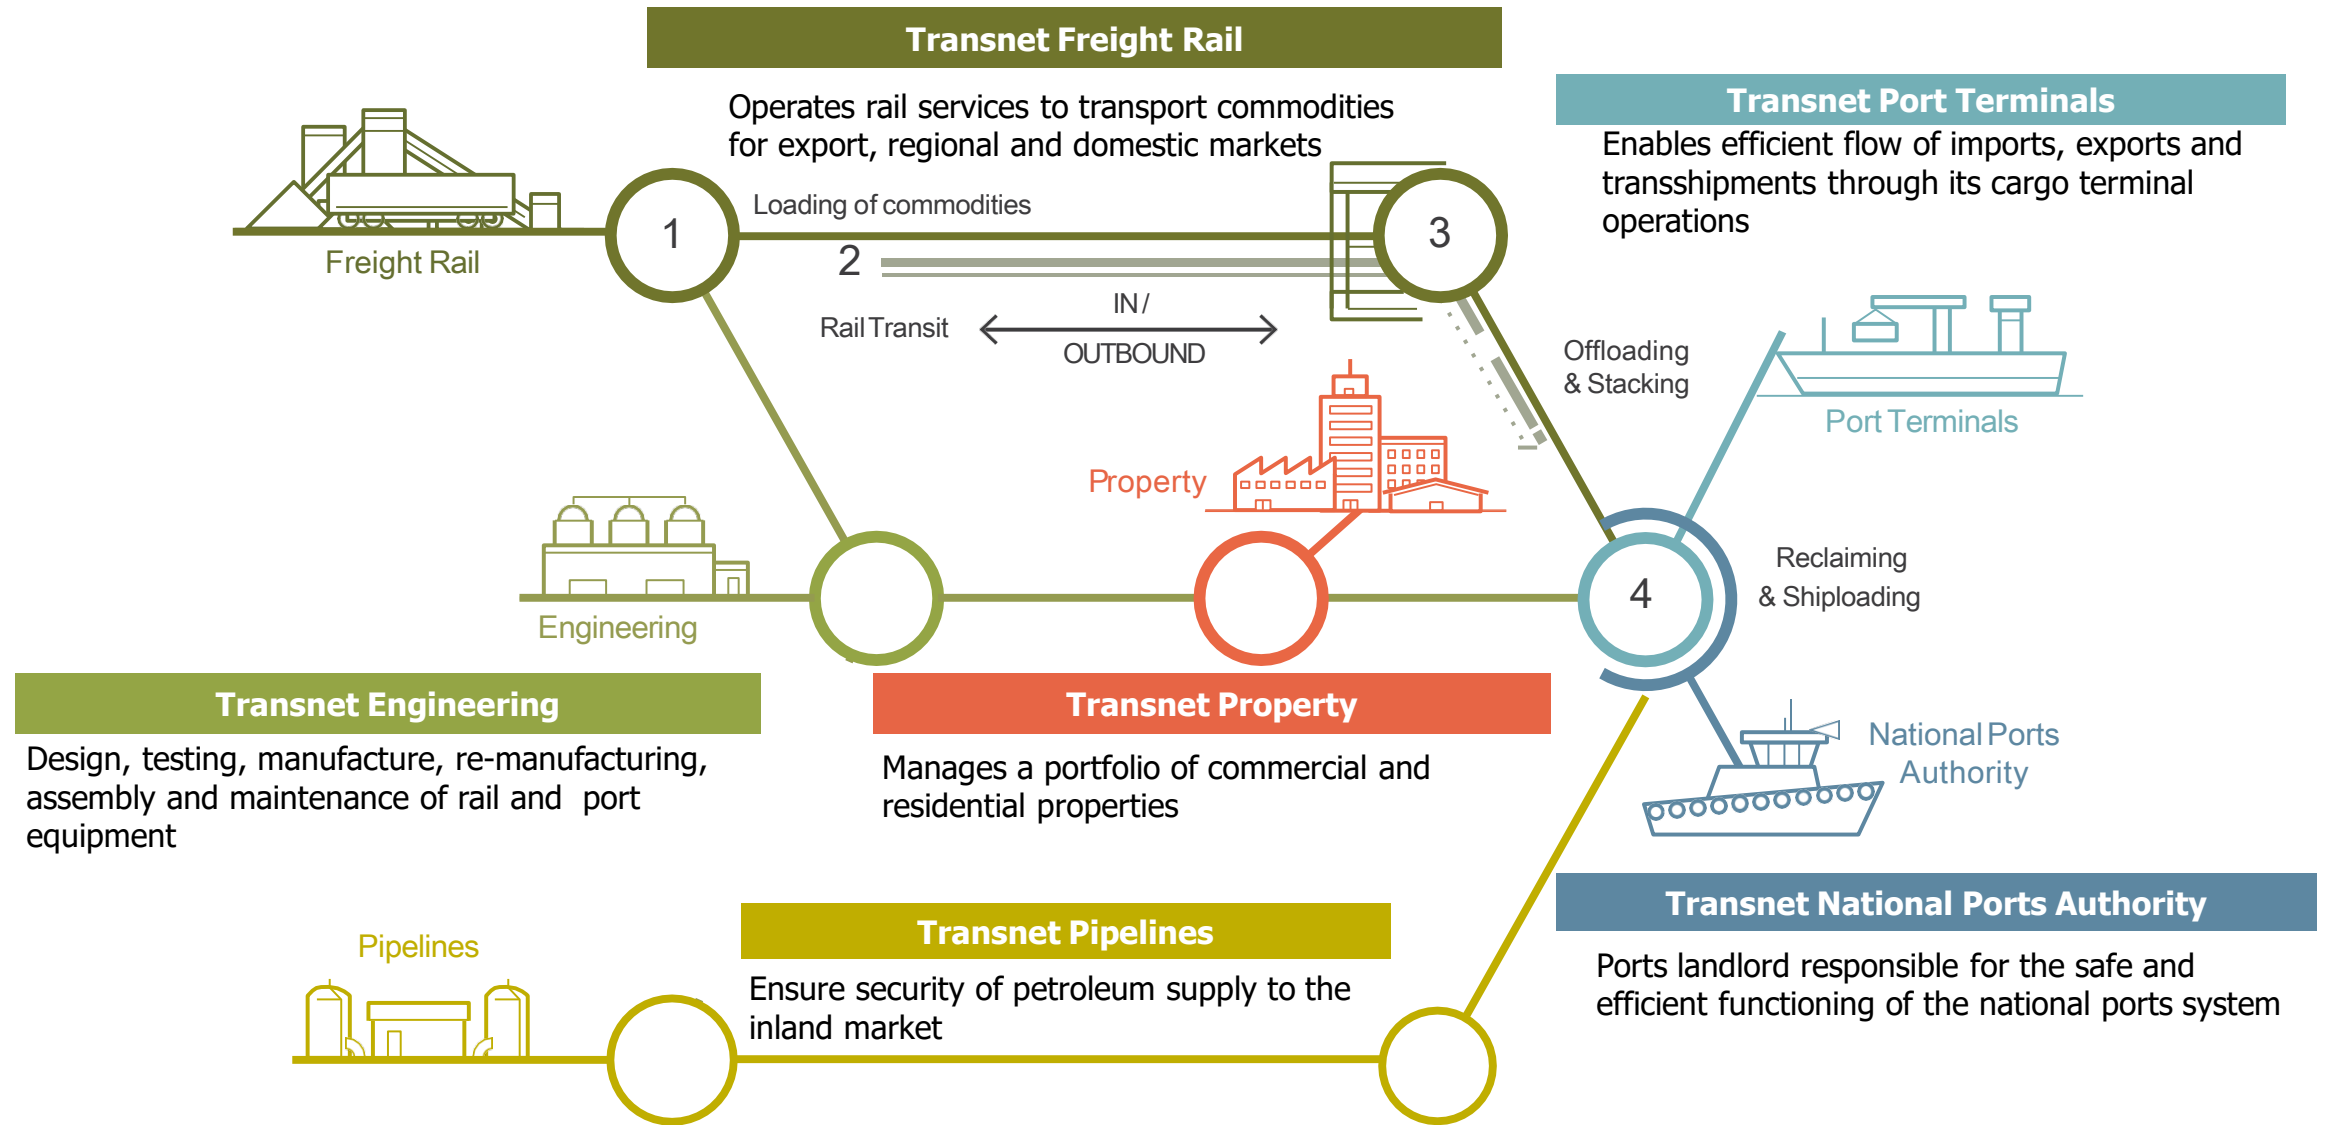 Transnet Freight Rail
Operates rail services to transport commodities
for export, regional and domestic markets
Transnet Port Terminals
Enables efficient flow of imports, exports and
transshipments through its cargo terminal
operations
Freight Rail
1
Loading of commodities
2
Rail Transit
IN /
OUTBOUND
3
Offloading
& Stacking
Port Terminals
Property
Engineering
4
Reclaiming
& Shiploading
Transnet Engineering
Design, testing, manufacture, re-manufacturing,
assembly and maintenance of rail and port
equipment
Transnet Property
Manages a portfolio of commercial and
residential properties
National Ports
Authority
Transnet National Ports Authority
Ports landlord responsible for the safe and
efficient functioning of the national ports system
Pipelines
Transnet Pipelines
Ensure security of petroleum supply to the
inland market